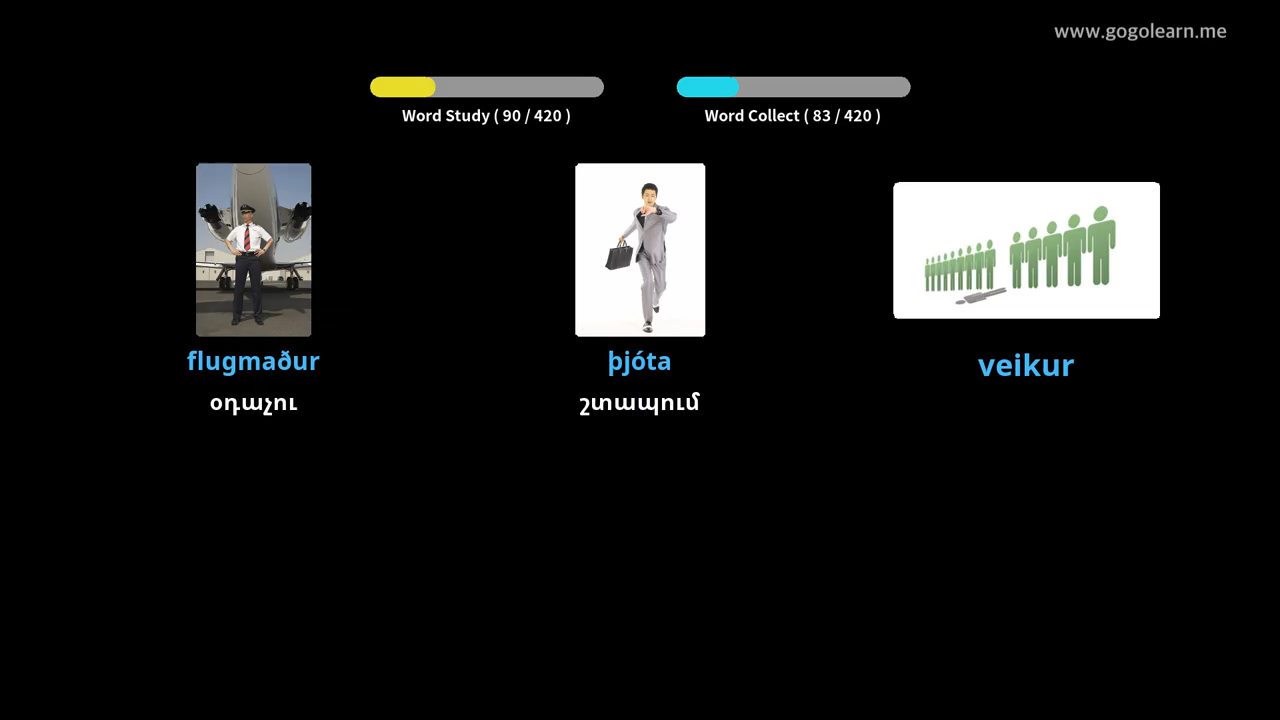 www.gogolearn.me
Word Study ( 90 / 420 )
Word Collect ( 83 / 420 )
flugmaður
þjóta
veikur
օդաչու
շտապում